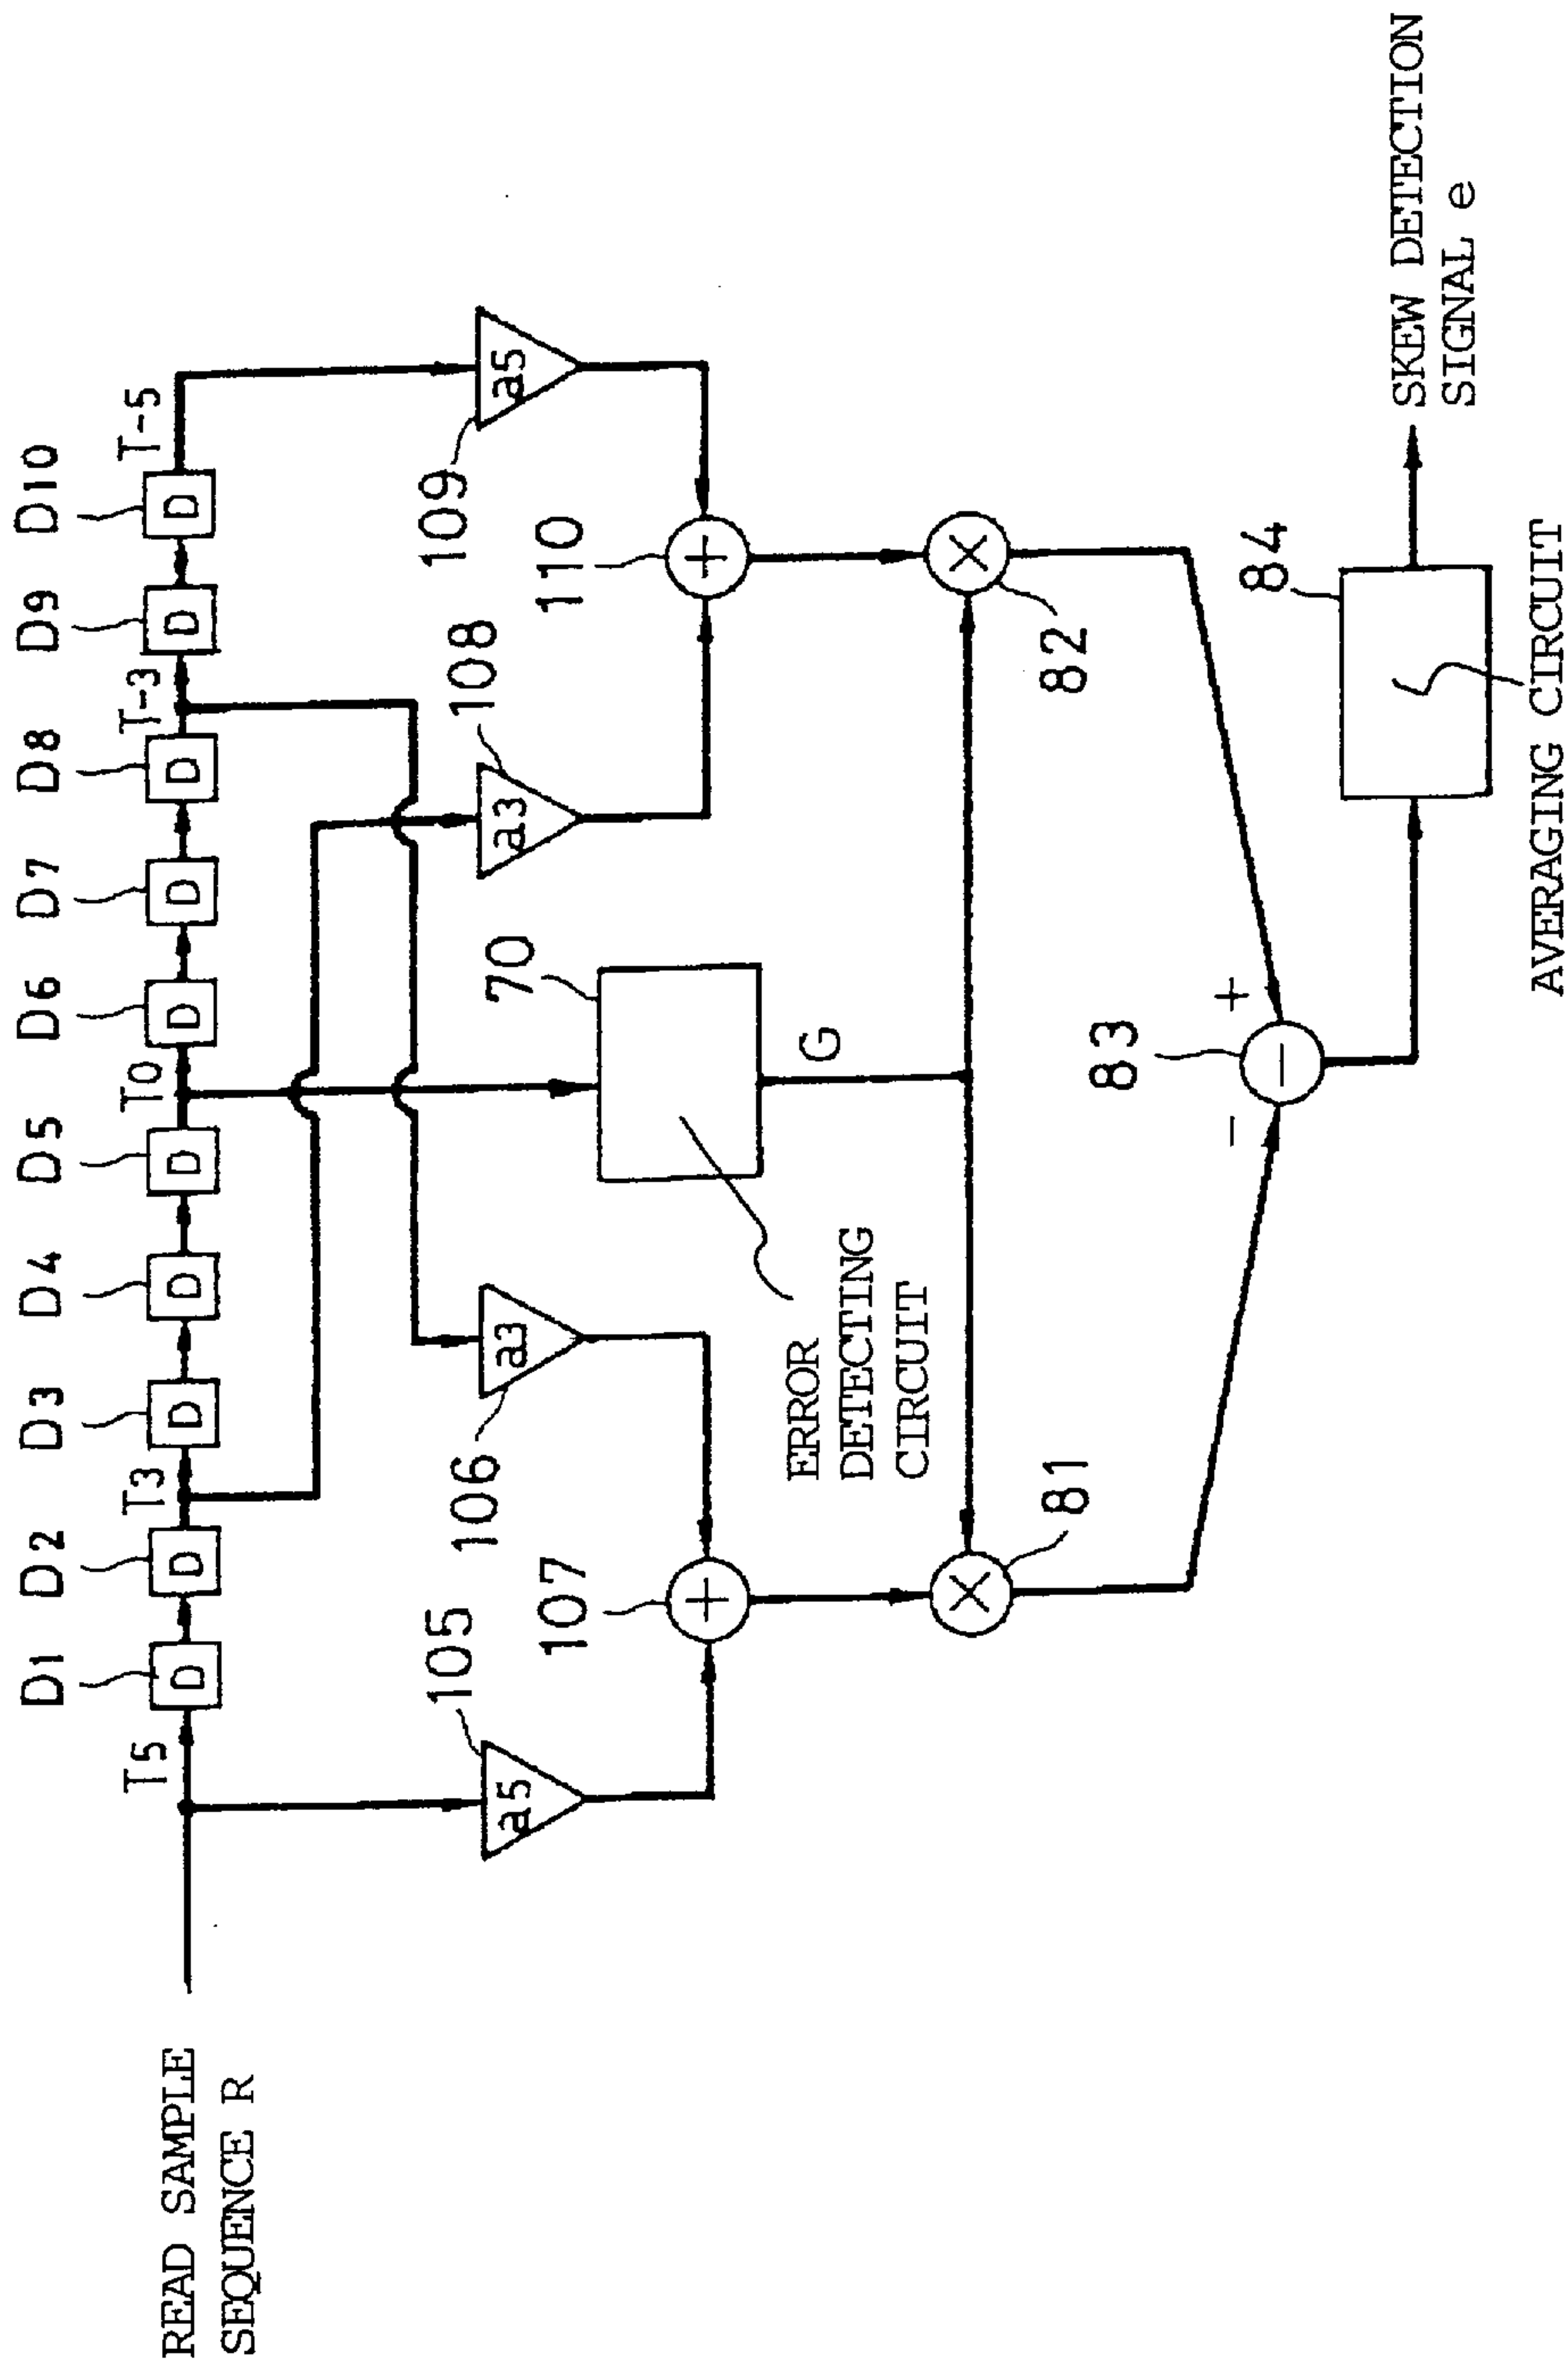 READ SAMPLE
SEQUENCE R
D1 D2 D3 D4 D5 D6 D7 D8 D9 D10
T5 T3 T0 T-3 T-5
D D D D D D D D D D
105 106 108 109
a5 a3 a3 a5
107 70 110
+ +
ERROR
DETECTING
CIRCUIT
G
81 82
× ×
83
- +
−
84
AVERAGING CIRCUIT
SKEW DETECTION
SIGNAL e